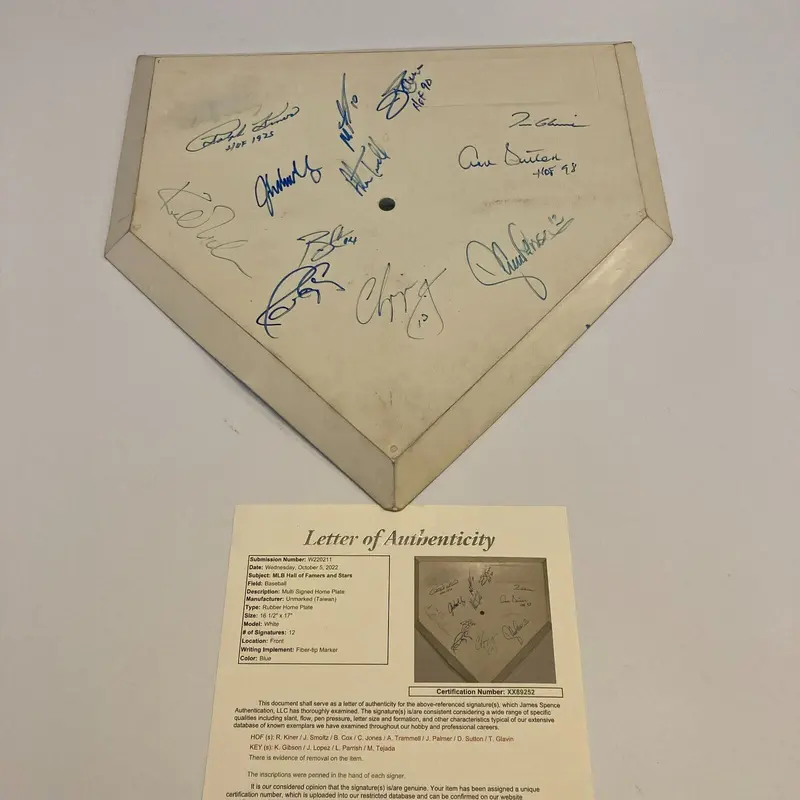 Ralph Kiner
HOF 1975
10
HOF 90
Don Sutton
HOF 98
12
10
Letter of Authenticity
Submission Number: W220211
Date: Wednesday, October 5, 2022
Subject: MLB Hall of Famers and Stars
Field: Baseball
Description: Multi Signed Home Plate
Manufacturer: Unmarked (Taiwan)
Type: Rubber Home Plate
Size: 16 1/2" x 17"
Model: White
# of Signatures: 12
Location: Front
Writing Implement: Fiber-tip Marker
Color: Blue
Certification Number: XX89252
This document shall serve as a letter of authenticity for the above-referenced signature(s), which James Spence
Authentication, LLC has thoroughly examined. The signature(s) is/are consistent considering a wide range of specific
qualities including slant, flow, pen pressure, letter size and formation, and other characteristics typical of our extensive
database of known exemplars we have examined throughout our hobby and professional careers.
HOF (s): R. Kiner / J. Smoltz / B. Cox / C. Jones / A. Trammell / J. Palmer / D. Sutton / T. Glavin
KEY (s): K. Gibson / J. Lopez / L. Parrish / M. Tejada
There is evidence of removal on the item.
The inscriptions were penned in the hand of each signer.
It is our considered opinion that the signature(s) is/are genuine. Your item has been assigned a unique
certification number, which is uploaded into our restricted database and can be confirmed on our website